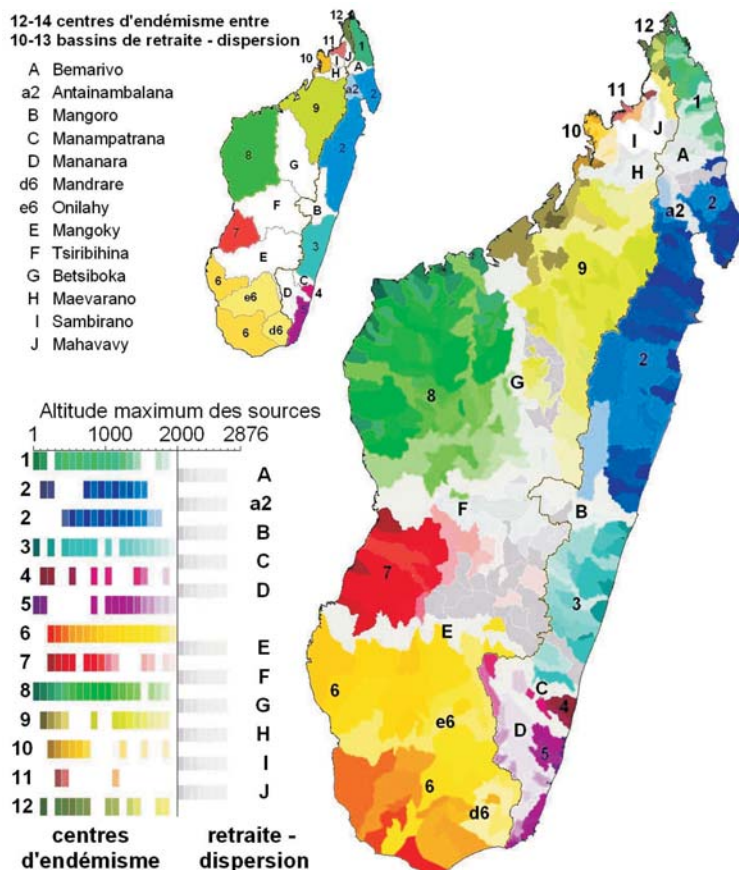 12-14 centres d'endémisme entre
10-13 bassins de retraite - dispersion
A Bemarivo
a2 Antainambalana
B Mangoro
C Manampatrana
D Mananara
d6 Mandrare
e6 Onilahy
E Mangoky
F Tsiribihina
G Betsiboka
H Maevarano
I Sambirano
J Mahavavy
12
11
10
1
J
I
A
H
a2
2
9
2
8
G
B
F
7
3
E
C
D
4
6
e6
6
d6
Altitude maximum des sources
1 1000 2000 2876
1
A
2
a2
2
B
3
C
4
D
5
6
E
7
F
8
G
9
H
10
I
11
J
12
centres
d'endémisme
retraite -
dispersion
12
11
1
10
J
I
A
H
a2
2
9
2
8
G
F
B
7
3
E
6
C
4
e6
D
5
6
d6